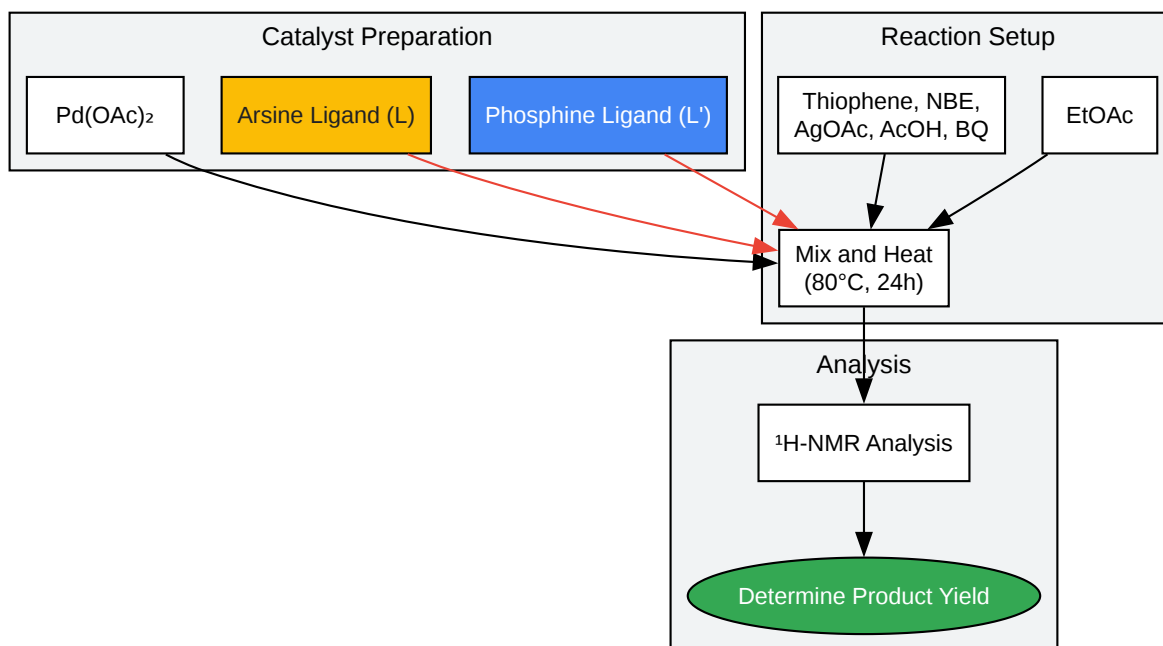 Catalyst Preparation
Reaction Setup
Pd(OAc)₂
Arsine Ligand (L)
Phosphine Ligand (L')
Thiophene, NBE,
AgOAc, AcOH, BQ
EtOAc
Mix and Heat
(80°C, 24h)
Analysis
¹H-NMR Analysis
Determine Product Yield